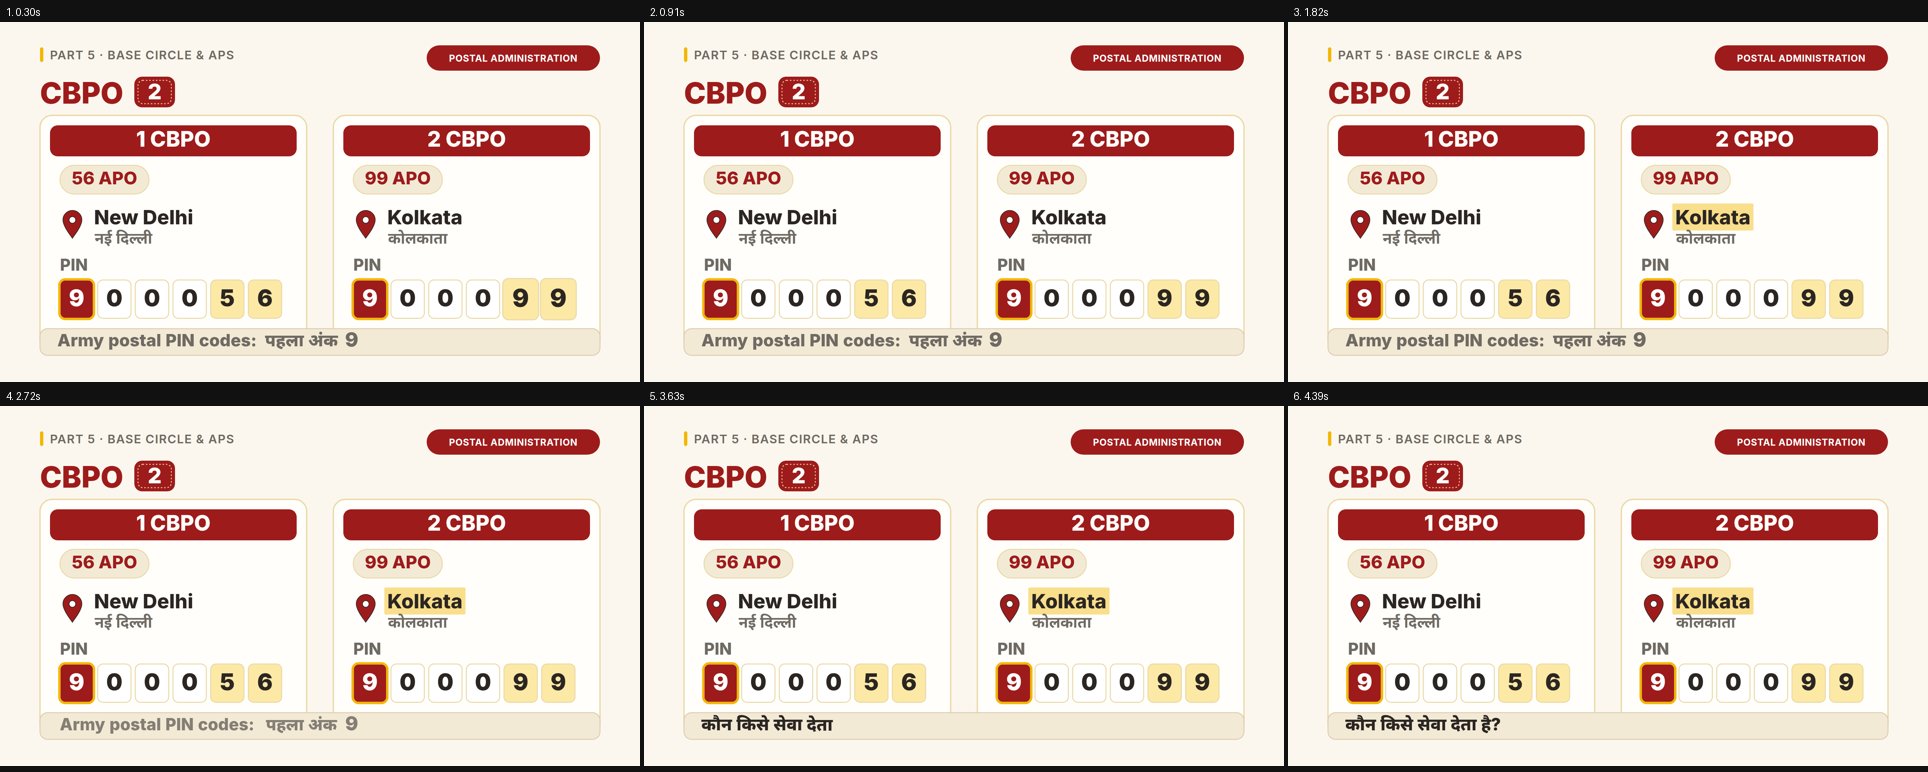 1. 0.30s
PART 5 · BASE CIRCLE & APS
POSTAL ADMINISTRATION
CBPO 2
1 CBPO
56 APO
New Delhi
नई दिल्ली
PIN
9 0 0 0 5 6
2 CBPO
99 APO
Kolkata
कोलकाता
PIN
9 0 0 0 9 9
Army postal PIN codes: पहला अंक 9
2. 0.91s
PART 5 · BASE CIRCLE & APS
POSTAL ADMINISTRATION
CBPO 2
1 CBPO
56 APO
New Delhi
नई दिल्ली
PIN
9 0 0 0 5 6
2 CBPO
99 APO
Kolkata
कोलकाता
PIN
9 0 0 0 9 9
Army postal PIN codes: पहला अंक 9
3. 1.82s
PART 5 · BASE CIRCLE & APS
POSTAL ADMINISTRATION
CBPO 2
1 CBPO
56 APO
New Delhi
नई दिल्ली
PIN
9 0 0 0 5 6
2 CBPO
99 APO
Kolkata
कोलकाता
PIN
9 0 0 0 9 9
Army postal PIN codes: पहला अंक 9
4. 2.72s
PART 5 · BASE CIRCLE & APS
POSTAL ADMINISTRATION
CBPO 2
1 CBPO
56 APO
New Delhi
नई दिल्ली
PIN
9 0 0 0 5 6
2 CBPO
99 APO
Kolkata
कोलकाता
PIN
9 0 0 0 9 9
Army postal PIN codes: पहला अंक 9
5. 3.63s
PART 5 · BASE CIRCLE & APS
POSTAL ADMINISTRATION
CBPO 2
1 CBPO
56 APO
New Delhi
नई दिल्ली
PIN
9 0 0 0 5 6
2 CBPO
99 APO
Kolkata
कोलकाता
PIN
9 0 0 0 9 9
कौन किसे सेवा देता
6. 4.39s
PART 5 · BASE CIRCLE & APS
POSTAL ADMINISTRATION
CBPO 2
1 CBPO
56 APO
New Delhi
नई दिल्ली
PIN
9 0 0 0 5 6
2 CBPO
99 APO
Kolkata
कोलकाता
PIN
9 0 0 0 9 9
कौन किसे सेवा देता है?